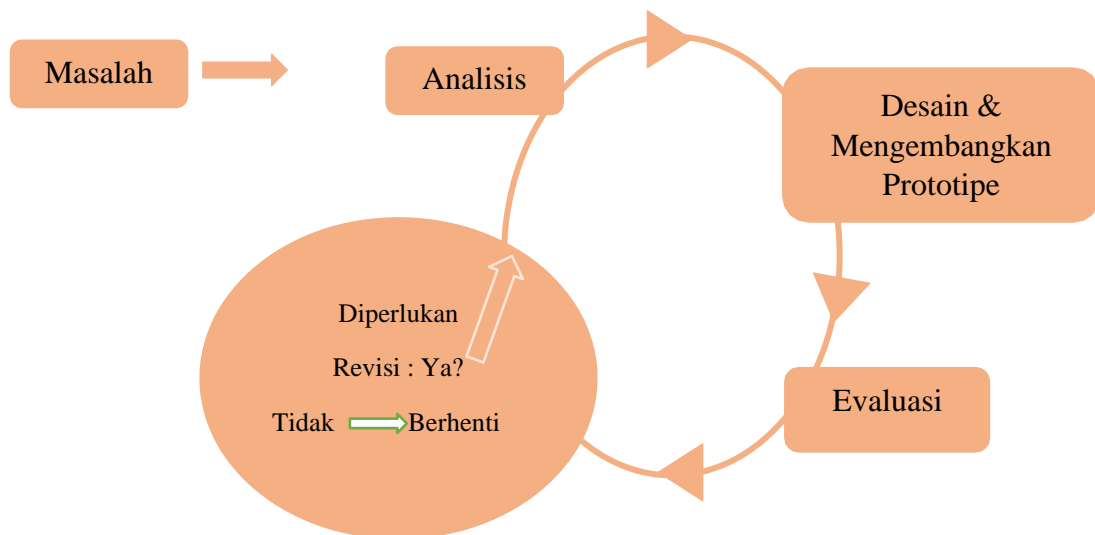 Masalah
Analisis
Desain &
Mengembangkan
Prototipe
Evaluasi
Diperlukan
Revisi : Ya?
Tidak Berhenti